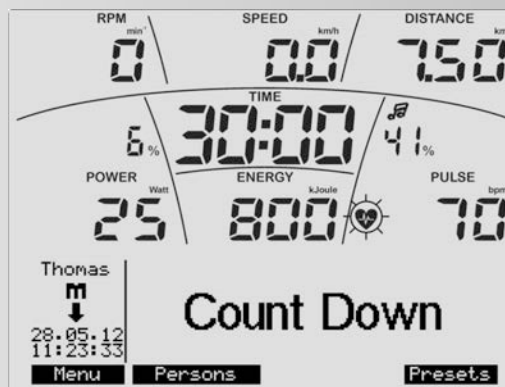 RPM SPEED DISTANCE
min⁻ km/h km
0 0.0 7.50
TIME
6% 30:00 41%
POWER ENERGY PULSE
Watt kJoule bpm
25 800 70
Thomas
m
28.05.12
11:23:33
Count Down
Menu Persons Presets